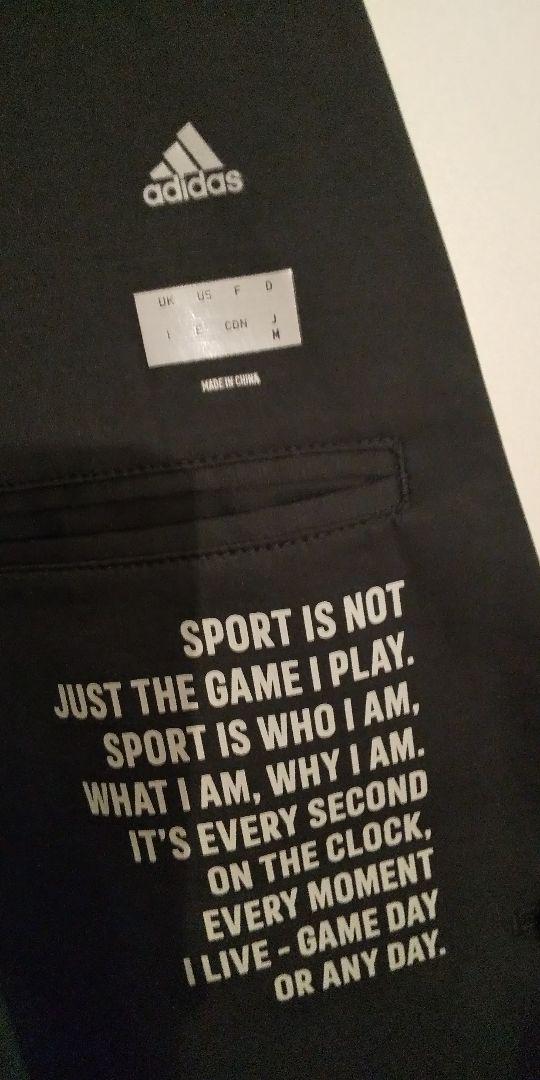 adidas
UK US F D
I E CDN J
M
MADE IN CHINA
SPORT IS NOT
JUST THE GAME I PLAY.
SPORT IS WHO I AM,
WHAT I AM, WHY I AM.
IT'S EVERY SECOND
ON THE CLOCK,
EVERY MOMENT
I LIVE - GAME DAY
OR ANY DAY.